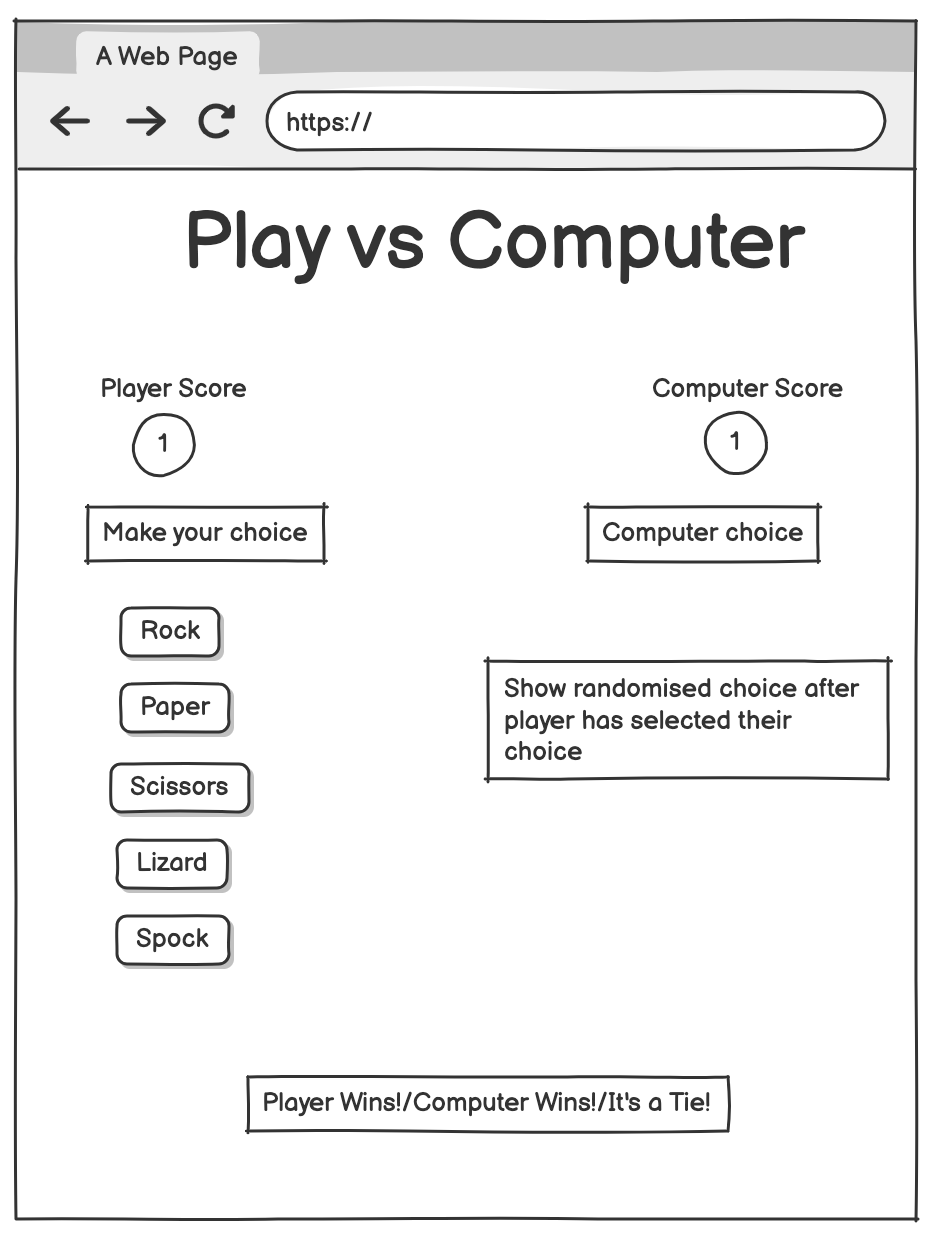 A Web Page
https://
Play vs Computer
Player Score
Computer Score
1
1
Make your choice
Computer choice
Rock
Paper
Scissors
Lizard
Spock
Show randomised choice after
player has selected their
choice
Player Wins!/Computer Wins!/It's a Tie!